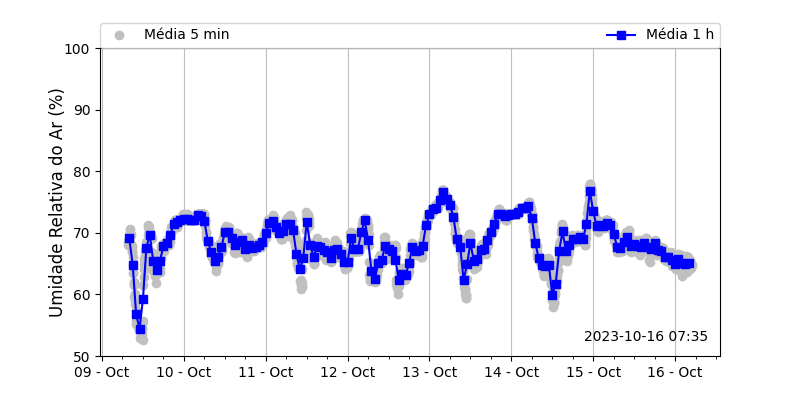 Média 5 min
Média 1 h
Umidade Relativa do Ar (%)
100
90
80
70
60
50
2023-10-16 07:35
09 - Oct
10 - Oct
11 - Oct
12 - Oct
13 - Oct
14 - Oct
15 - Oct
16 - Oct